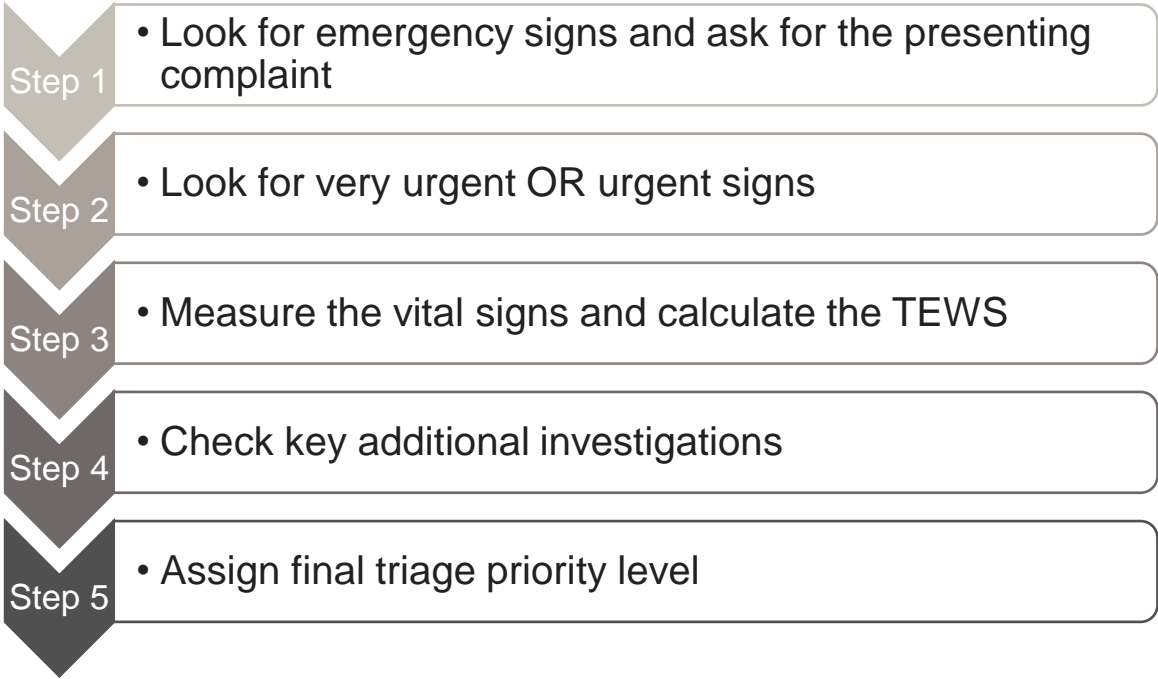 Step 1
• Look for emergency signs and ask for the presenting
complaint
Step 2
• Look for very urgent OR urgent signs
Step 3
• Measure the vital signs and calculate the TEWS
Step 4
• Check key additional investigations
Step 5
• Assign final triage priority level